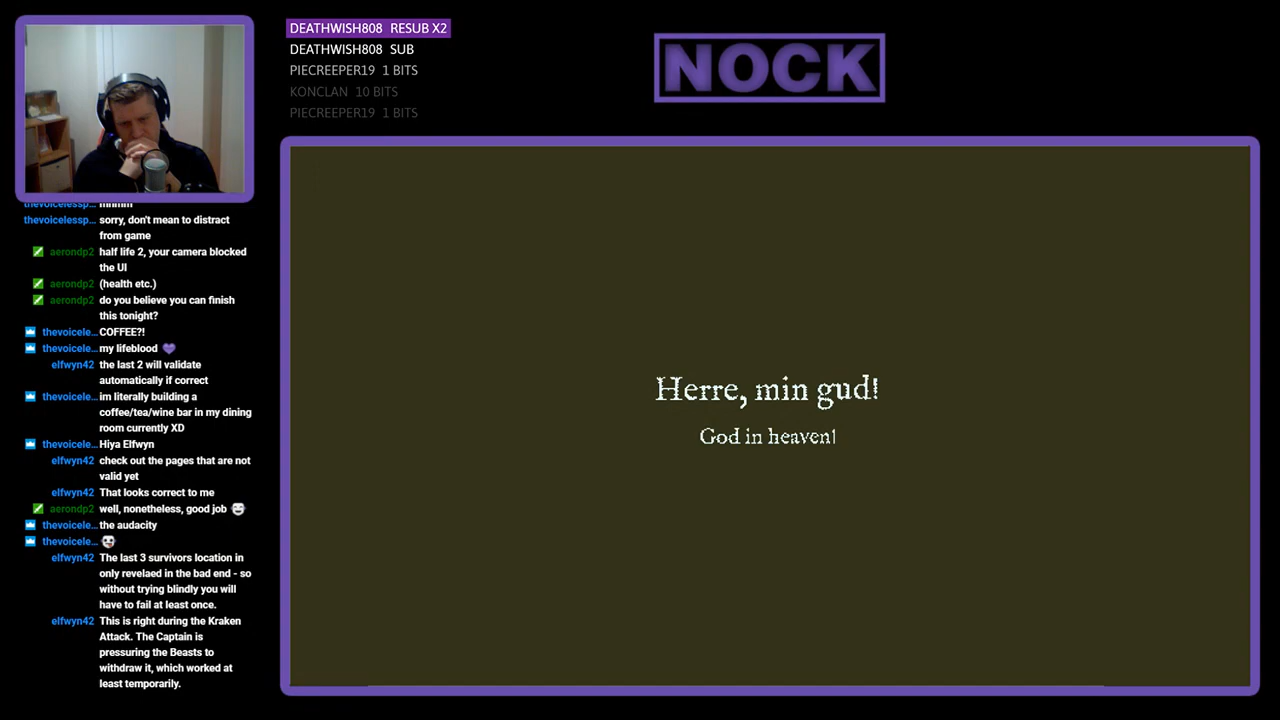 DEATHWISH808 RESUB X2
DEATHWISH808 SUB
PIECREEPER19 1 BITS
KONCLAN 10 BITS
PIECREEPER19 1 BITS
NOCK
thevoicelessp... mhmm
thevoicelessp... sorry, don't mean to distract
from game
aerondp2 half life 2, your camera blocked
the UI
aerondp2 (health etc.)
aerondp2 do you believe you can finish
this tonight?
thevoicele... COFFEE?!
thevoicele... my lifeblood
elfwyn42 the last 2 will validate
automatically if correct
thevoicele... im literally building a
coffee/tea/wine bar in my dining
room currently XD
thevoicele... Hiya Elfwyn
elfwyn42 check out the pages that are not
valid yet
elfwyn42 That looks correct to me
aerondp2 well, nonetheless, good job
thevoicele... the audacity
thevoicele...
elfwyn42 The last 3 survivors location in
only revelaed in the bad end - so
without trying blindly you will
have to fail at least once.
elfwyn42 This is right during the Kraken
Attack. The Captain is
pressuring the Beasts to
withdraw it, which worked at
least temporarily.
Herre, min gud!
God in heaven!